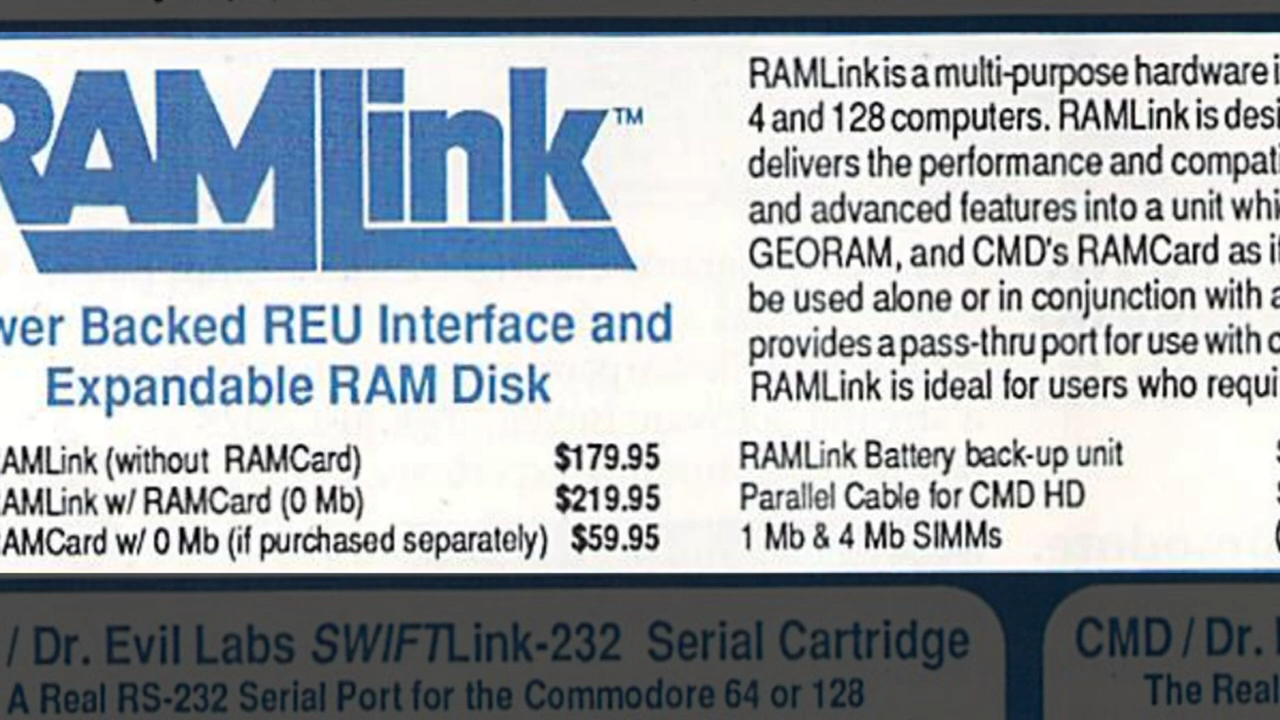 RAMLink™
wer Backed REU Interface and
Expandable RAM Disk
AMLink (without RAMCard) $179.95
AMLink w/ RAMCard (0 Mb) $219.95
AMCard w/ 0 Mb (if purchased separately) $59.95
RAMLink is a multi-purpose hardware i
4 and 128 computers. RAMLink is desi
delivers the performance and compati
and advanced features into a unit whi
GEORAM, and CMD's RAMCard as i
be used alone or in conjunction with a
provides a pass-thru port for use with
RAMLink is ideal for users who requi
RAMLink Battery back-up unit
Parallel Cable for CMD HD
1 Mb & 4 Mb SIMMs
/ Dr. Evil Labs SWIFTLink-232 Serial Cartridge
A Real RS-232 Serial Port for the Commodore 64 or 128
CMD / Dr.
The Real